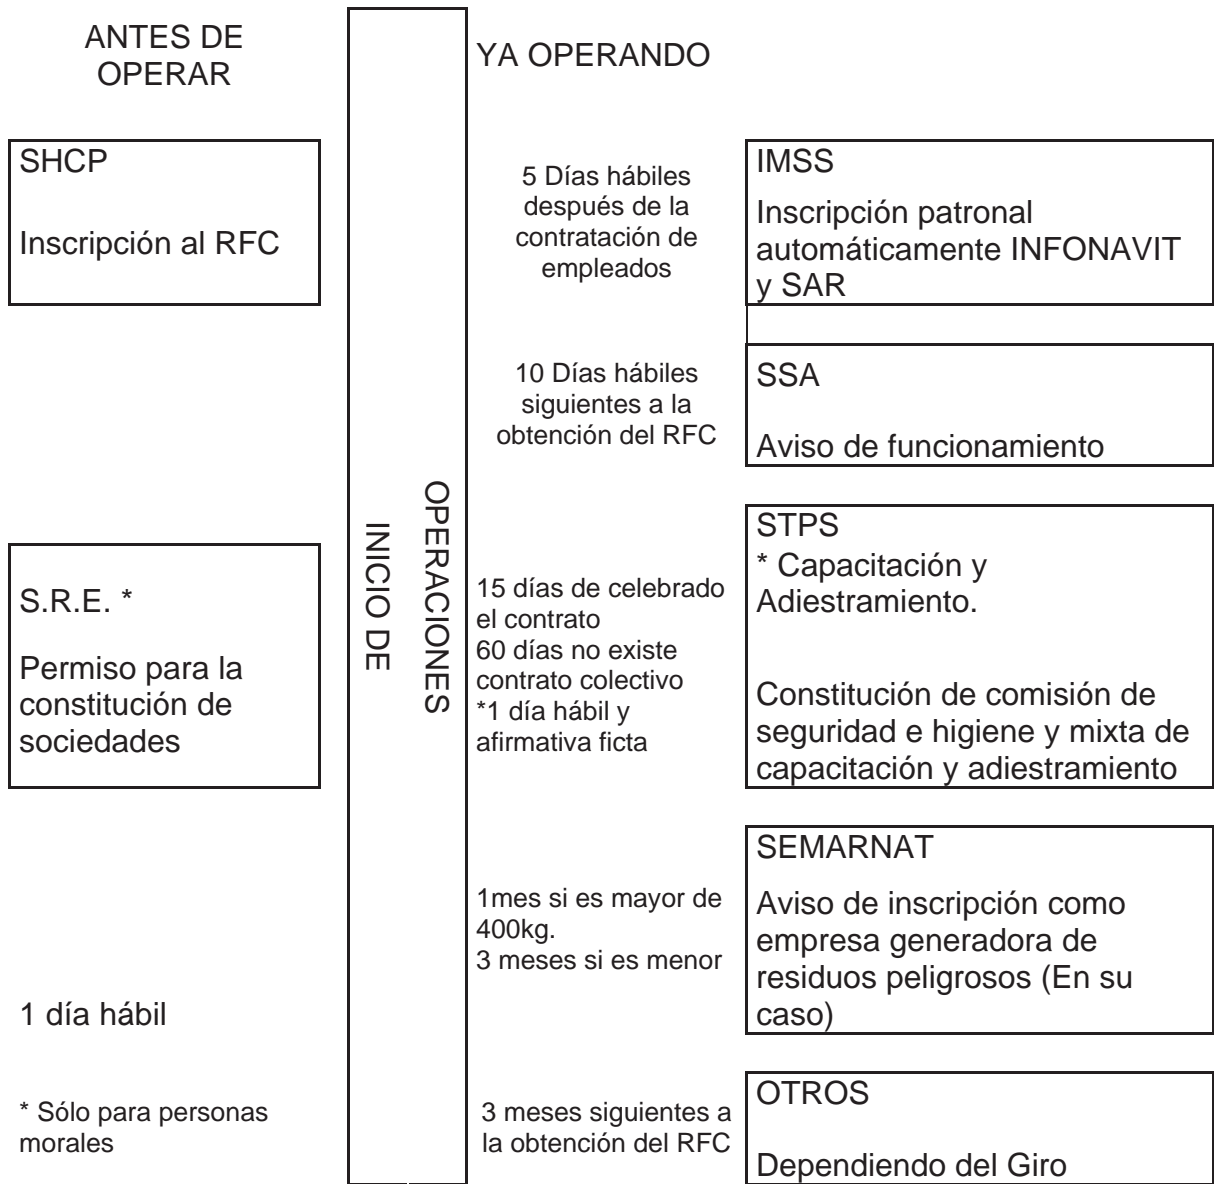 ANTES DE
OPERAR
SHCP
Inscripción al RFC
S.R.E. *
Permiso para la
constitución de
sociedades
1 día hábil
* Sólo para personas
morales
INICIO DE
OPERACIONES
YA OPERANDO
5 Días hábiles
después de la
contratación de
empleados
IMSS
Inscripción patronal
automáticamente INFONAVIT
y SAR
10 Días hábiles
siguientes a la
obtención del RFC
SSA
Aviso de funcionamiento
15 días de celebrado
el contrato
60 días no existe
contrato colectivo
*1 día hábil y
afirmativa ficta
STPS
* Capacitación y
Adiestramiento.
Constitución de comisión de
seguridad e higiene y mixta de
capacitación y adiestramiento
1mes si es mayor de
400kg.
3 meses si es menor
SEMARNAT
Aviso de inscripción como
empresa generadora de
residuos peligrosos (En su
caso)
3 meses siguientes a
la obtención del RFC
OTROS
Dependiendo del Giro